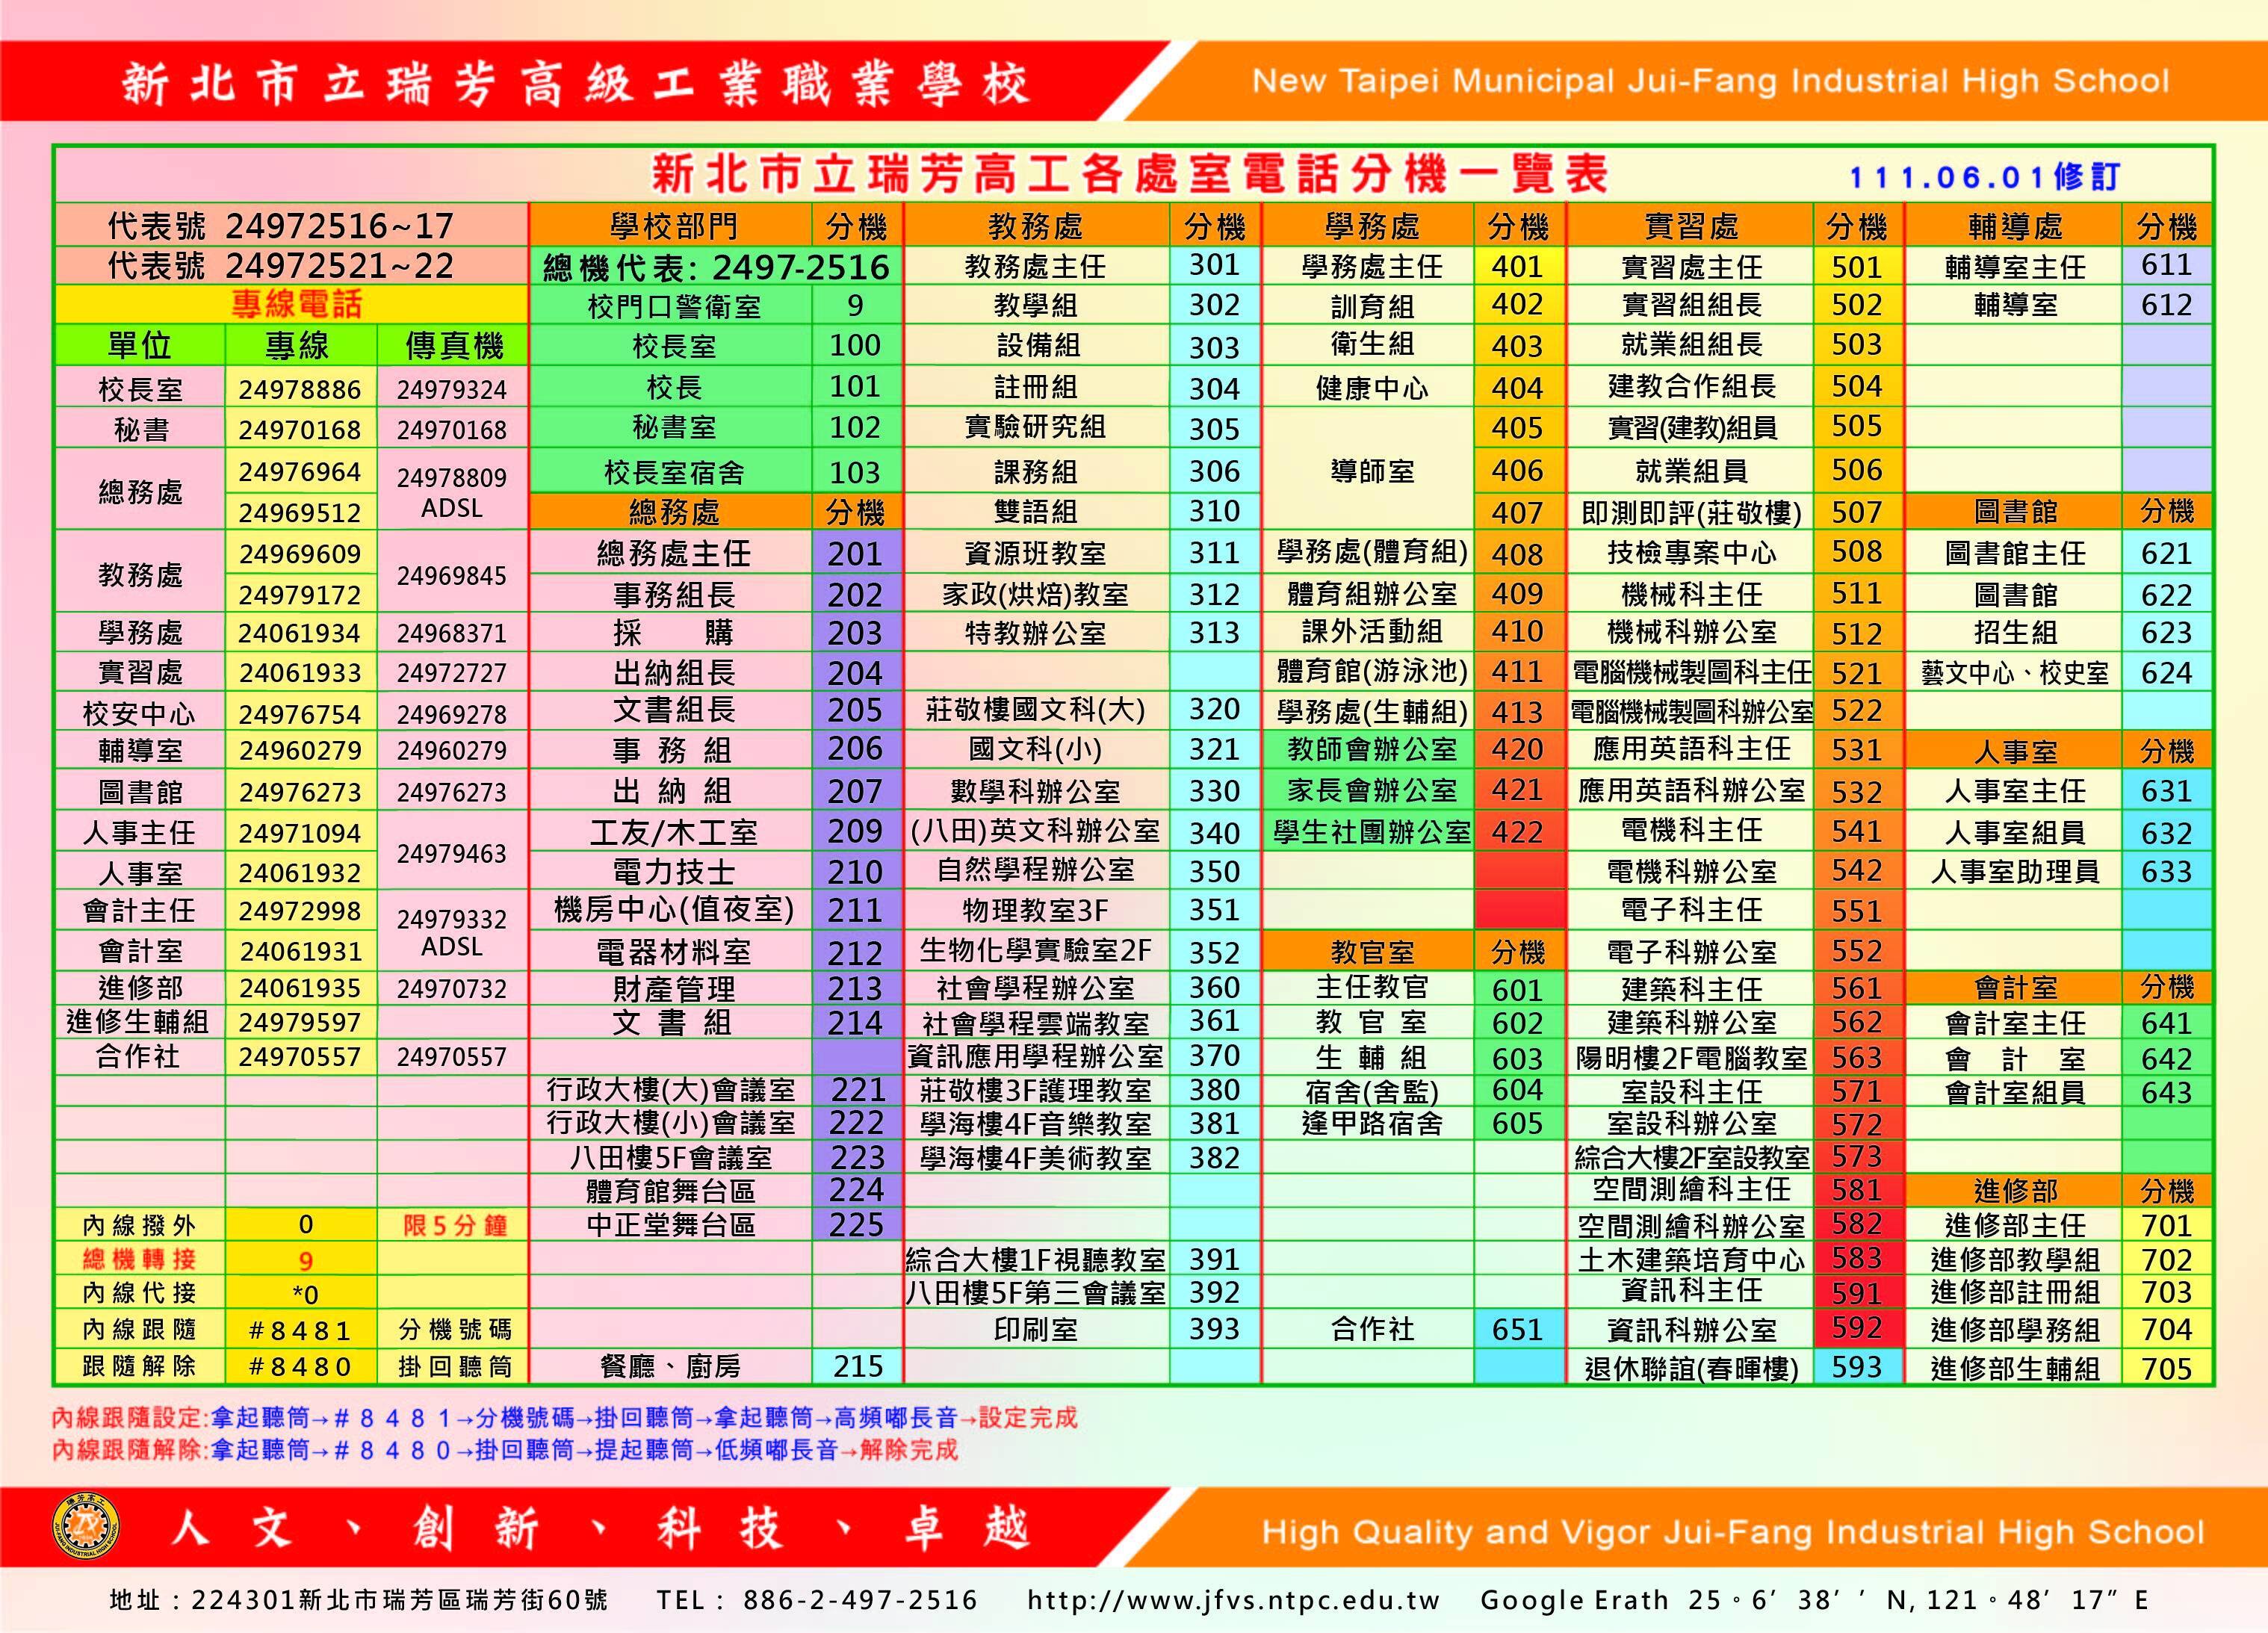 新北市立瑞芳高級工業職業學校 New Taipei Municipal Jui-Fang Industrial High School
新北市立瑞芳高工各處室電話分機一覽表 111.06.01修訂
代表號 24972516~17 學校部門 分機 教務處 分機 學務處 分機 實習處 分機 輔導處 分機
代表號 24972521~22 總機代表: 2497-2516 教務處主任 301 學務處主任 401 實習處主任 501 輔導室主任 611
專線電話 校門口警衛室 9 教學組 302 訓育組 402 實習組組長 502 輔導室 612
單位 專線 傳真機 校長室 100 設備組 303 衛生組 403 就業組組長 503
校長室 24978886 24979324 校長 101 註冊組 304 健康中心 404 建教合作組長 504
秘書 24970168 24970168 秘書室 102 實驗研究組 305 405 實習(建教)組員 505
總務處 24976964 24978809 校長室宿舍 103 課務組 306 導師室 406 就業組員 506
24969512 ADSL 總務處 分機 雙語組 310 407 即測即評(莊敬樓) 507 圖書館 分機
教務處 24969609 24969845 總務處主任 201 資源班教室 311 學務處(體育組) 408 技檢專案中心 508 圖書館主任 621
24979172 事務組長 202 家政(烘焙)教室 312 體育組辦公室 409 機械科主任 511 圖書館 622
學務處 24061934 24968371 採 購 203 特教辦公室 313 課外活動組 410 機械科辦公室 512 招生組 623
實習處 24061933 24972727 出納組長 204 體育館(游泳池) 411 電腦機械製圖科主任 521 藝文中心、校史室 624
校安中心 24976754 24969278 文書組長 205 莊敬樓國文科(大) 320 學務處(生輔組) 413 電腦機械製圖科辦公室 522
輔導室 24960279 24960279 事 務 組 206 國文科(小) 321 教師會辦公室 420 應用英語科主任 531 人事室 分機
圖書館 24976273 24976273 出 納 組 207 數學科辦公室 330 家長會辦公室 421 應用英語科辦公室 532 人事室主任 631
人事主任 24971094 24979463 工友/木工室 209 (八田)英文科辦公室 340 學生社團辦公室 422 電機科主任 541 人事室組員 632
人事室 24061932 電力技士 210 自然學程辦公室 350 電機科辦公室 542 人事室助理員 633
會計主任 24972998 24979332 機房中心(值夜室) 211 物理教室3F 351 電子科主任 551
會計室 24061931 ADSL 電器材料室 212 生物化學實驗室2F 352 教官室 分機 電子科辦公室 552
進修部 24061935 24970732 財產管理 213 社會學程辦公室 360 主任教官 601 建築科主任 561 會計室 分機
進修生輔組 24979597 文 書 組 214 社會學程雲端教室 361 教 官 室 602 建築科辦公室 562 會計室主任 641
合作社 24970557 24970557 資訊應用學程辦公室 370 生 輔 組 603 陽明樓2F電腦教室 563 會 計 室 642
行政大樓(大)會議室 221 莊敬樓3F護理教室 380 宿舍(舍監) 604 室設科主任 571 會計室組員 643
行政大樓(小)會議室 222 學海樓4F音樂教室 381 逢甲路宿舍 605 室設科辦公室 572
八田樓5F會議室 223 學海樓4F美術教室 382 綜合大樓2F室設教室 573
體育館舞台區 224 空間測繪科主任 581 進修部 分機
內線撥外 0 限5分鐘 中正堂舞台區 225 空間測繪科辦公室 582 進修部主任 701
總機轉接 9 綜合大樓1F視聽教室 391 土木建築培育中心 583 進修部教學組 702
內線代接 *0 八田樓5F第三會議室 392 資訊科主任 591 進修部註冊組 703
內線跟隨 #8481 分機號碼 印刷室 393 合作社 651 資訊科辦公室 592 進修部學務組 704
跟隨解除 #8480 掛回聽筒 餐廳、廚房 215 退休聯誼(春暉樓) 593 進修部生輔組 705
內線跟隨設定:拿起聽筒→#8481→分機號碼→掛回聽筒→拿起聽筒→高頻嘟長音→設定完成
內線跟隨解除:拿起聽筒→#8480→掛回聽筒→提起聽筒→低頻嘟長音→解除完成
瑞芳高工 JUI-FANG INDUSTRIAL HIGH SCHOOL
人文、創新、科技、卓越 High Quality and Vigor Jui-Fang Industrial High School
地址：224301新北市瑞芳區瑞芳街60號 TEL： 886-2-497-2516 http://www.jfvs.ntpc.edu.tw Google Erath 25。6′38′′N, 121。48′17″E